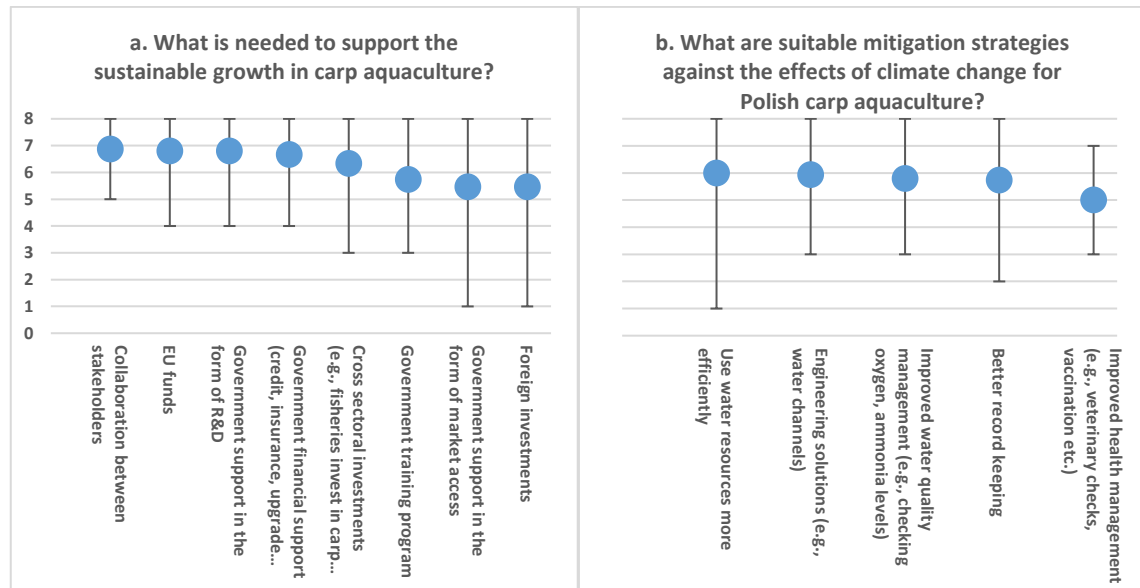 a. What is needed to support the
sustainable growth in carp aquaculture?
8
7
6
5
4
3
2
1
0
Collaboration between
stakeholders
EU funds
Government support in the
form of R&D
Government financial support
(credit, insurance, upgrade...
Cross sectoral investments
(e.g., fisheries invest in carp...
Government training program
Government support in the
form of market access
Foreign investments
b. What are suitable mitigation strategies
against the effects of climate change for
Polish carp aquaculture?
Use water resources more
efficiently
Engineering solutions (e.g.,
water channels)
Improved water quality
management (e.g., checking
oxygen, ammonia levels)
Better record keeping
Improved health management
(e.g., veterinary checks,
vaccination etc.)